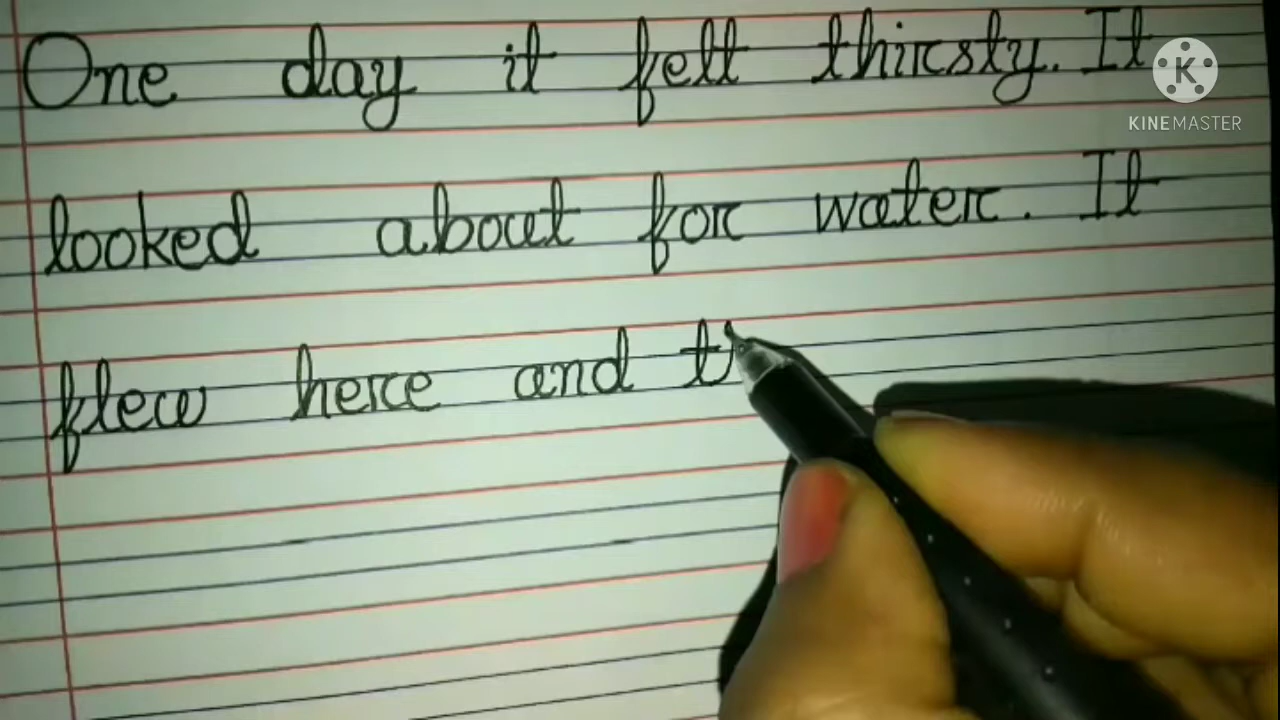 One day it felt thirsty. It
looked about for water. It
flew here and
K
KINEMASTER